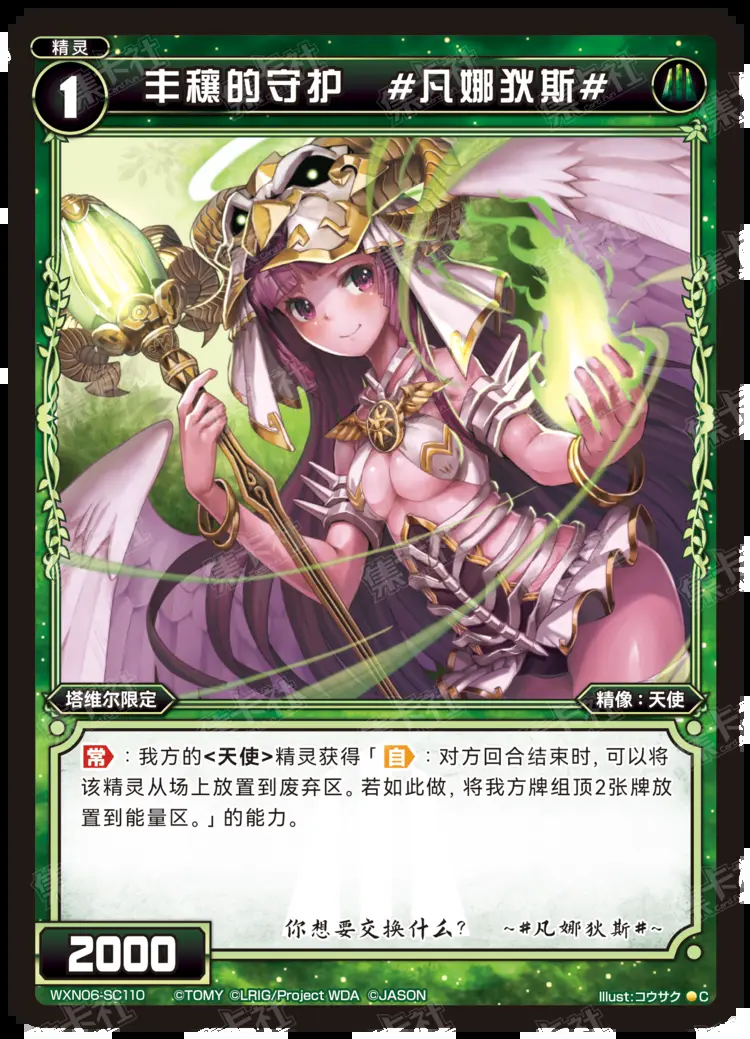 精灵
1
丰穰的守护 #凡娜狄斯#
塔维尔限定
精像：天使
常：我方的<天使>精灵获得「自：对方回合结束时，可以将
该精灵从场上放置到废弃区。若如此做，将我方牌组顶2张牌放
置到能量区。」的能力。
你想要交换什么？ ~#凡娜狄斯#~
2000
WXN06-SC110 ©TOMY ©LRIG/Project WDA ©JASON
Illust:コウサク C
集卡社